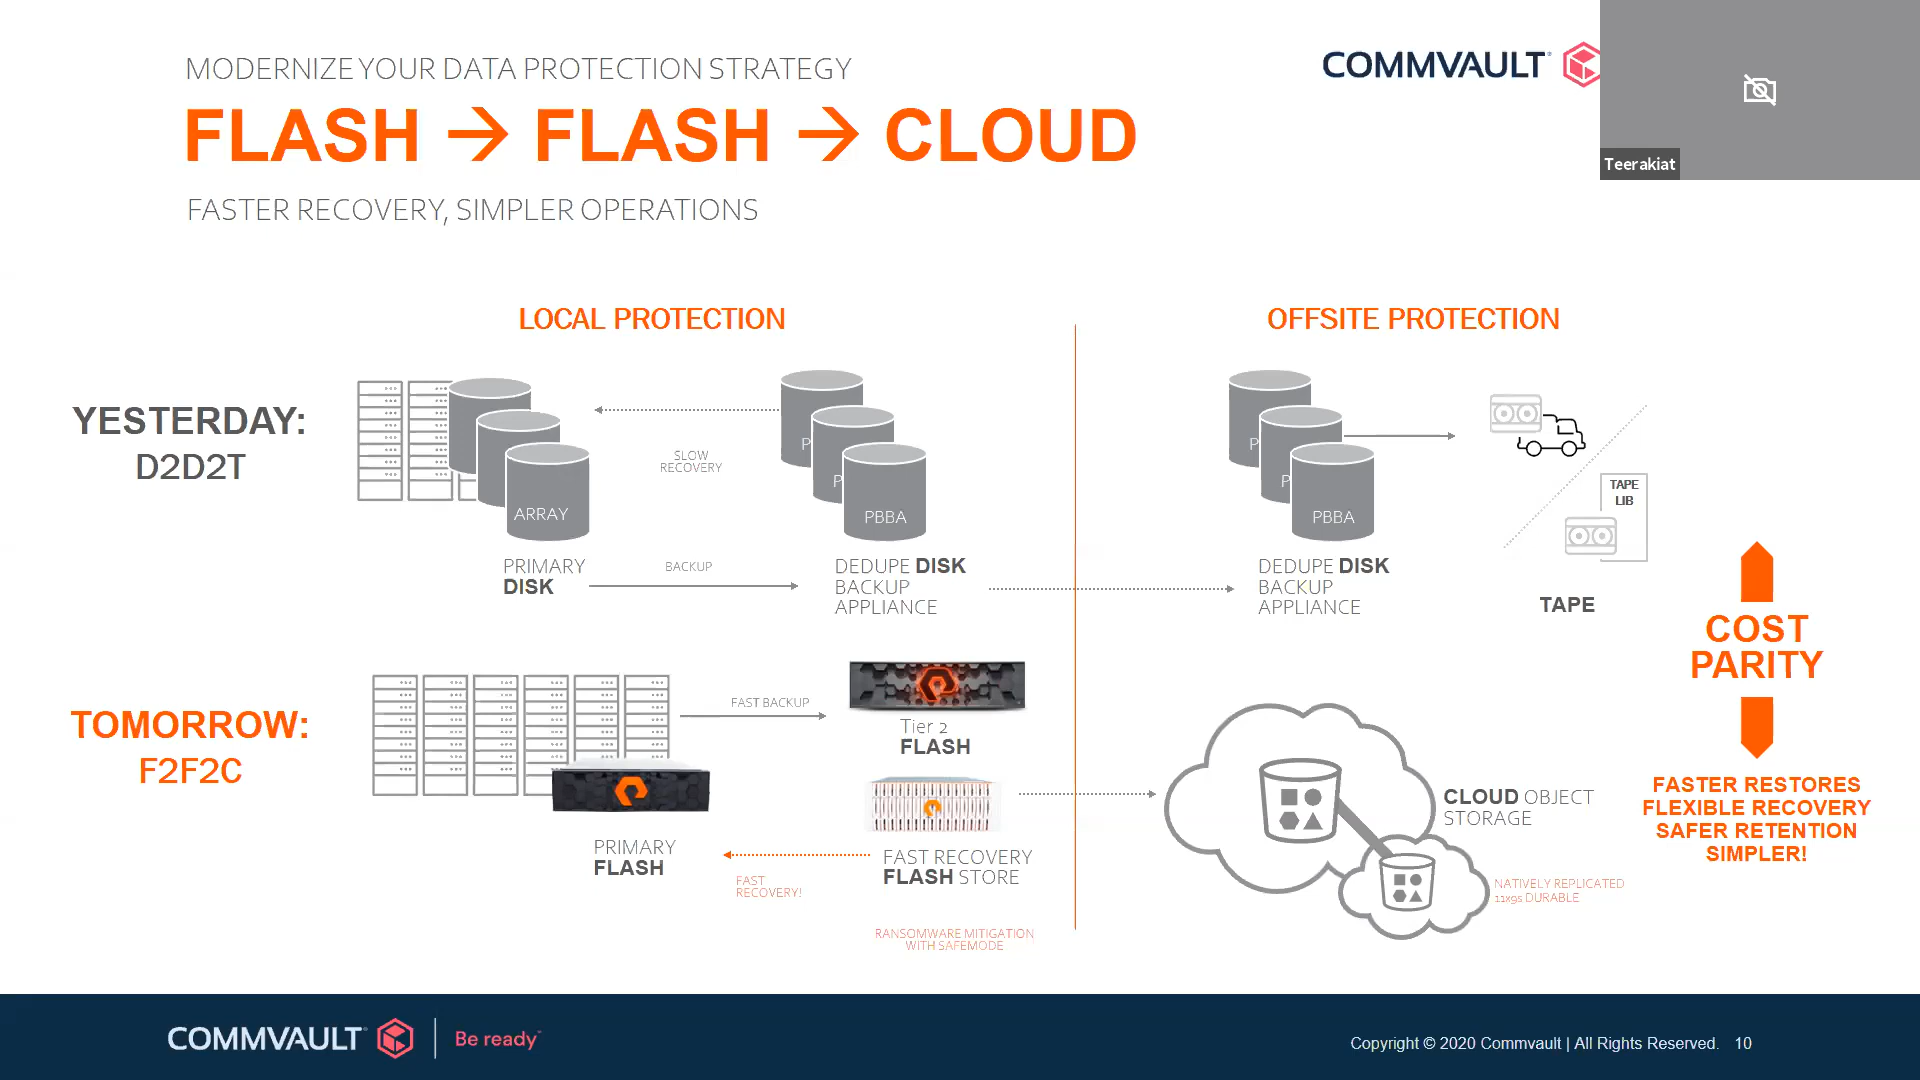 MODERNIZE YOUR DATA PROTECTION STRATEGY
COMMVAULT
FLASH → FLASH → CLOUD
Teerakiat
FASTER RECOVERY, SIMPLER OPERATIONS
LOCAL PROTECTION
OFFSITE PROTECTION
YESTERDAY:
D2D2T
ARRAY
SLOW
RECOVERY
P
P
PBBA
P
P
PBBA
TAPE
LIB
PRIMARY
DISK
BACKUP
DEDUPE DISK
BACKUP
APPLIANCE
DEDUPE DISK
BACKUP
APPLIANCE
TAPE
COST
PARITY
TOMORROW:
F2F2C
FAST BACKUP
Tier 2
FLASH
PRIMARY
FLASH
FAST
RECOVERY!
FAST RECOVERY
FLASH STORE
RANSOMWARE MITIGATION
WITH SAFEMODE
CLOUD OBJECT
STORAGE
NATIVELY REPLICATED
11x9s DURABLE
FASTER RESTORES
FLEXIBLE RECOVERY
SAFER RETENTION
SIMPLER!
COMMVAULT
Be ready
Copyright © 2020 Commvault | All Rights Reserved. 10